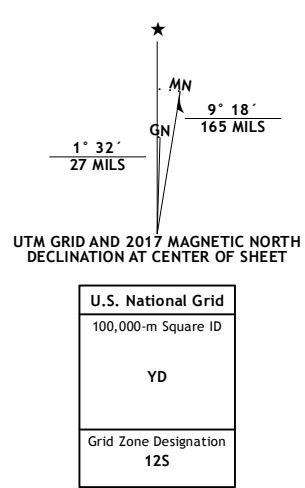 ★
MN
GN
9° 18´
165 MILS
1° 32´
27 MILS
UTM GRID AND 2017 MAGNETIC NORTH
DECLINATION AT CENTER OF SHEET
U.S. National Grid
100,000-m Square ID
YD
Grid Zone Designation
12S